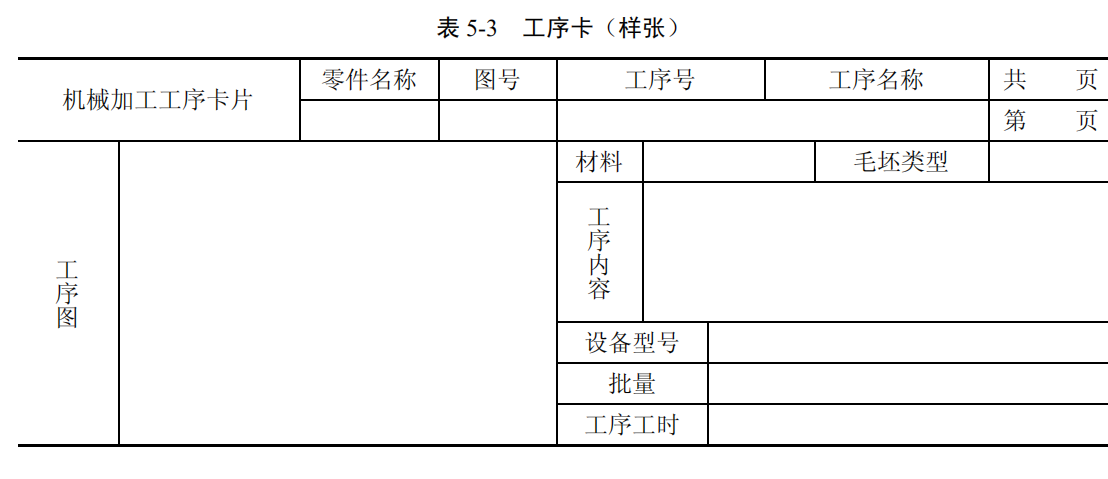 表 5-3 工序卡（样张）
机械加工工序卡片 零件名称 图号 工序号 工序名称 共 页
第 页
工序图 材料 毛坯类型
工序内容
设备型号
批量
工序工时